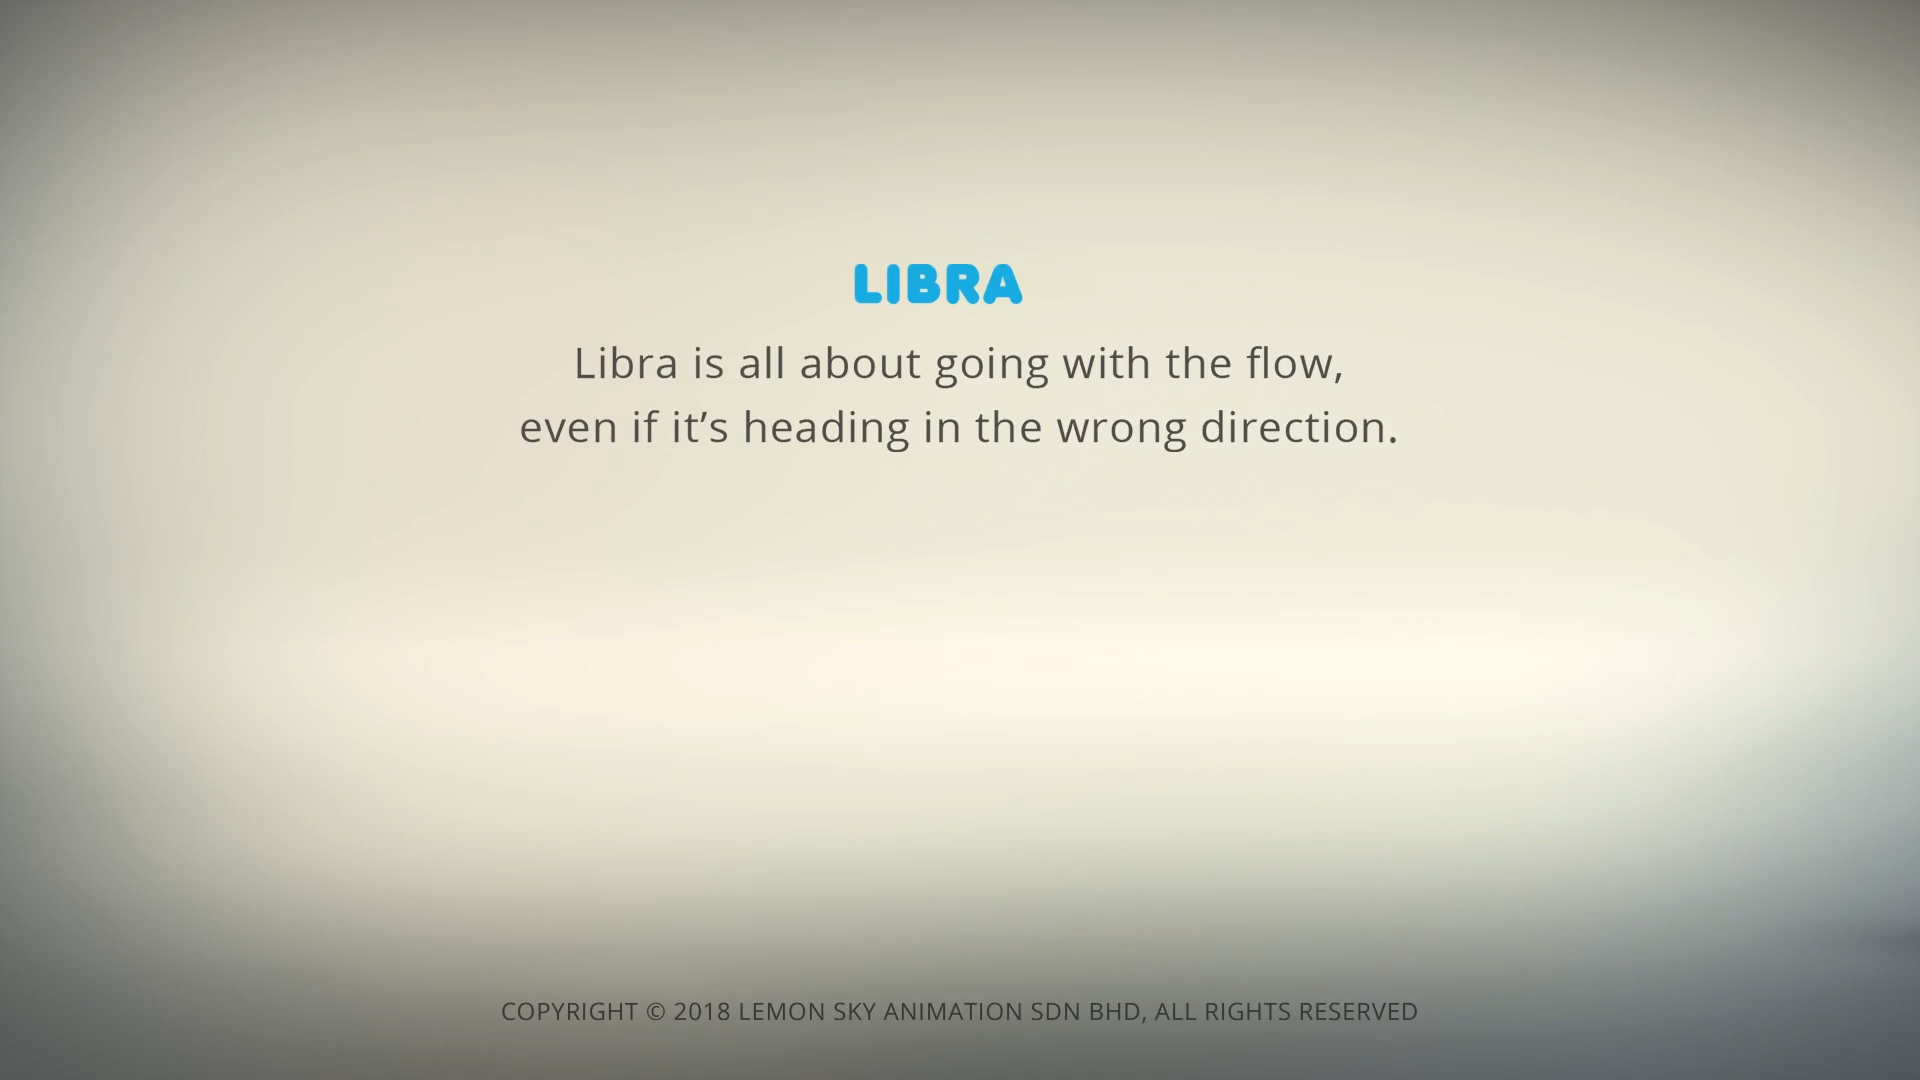 LIBRA
Libra is all about going with the flow,
even if it’s heading in the wrong direction.
COPYRIGHT © 2018 LEMON SKY ANIMATION SDN BHD, ALL RIGHTS RESERVED